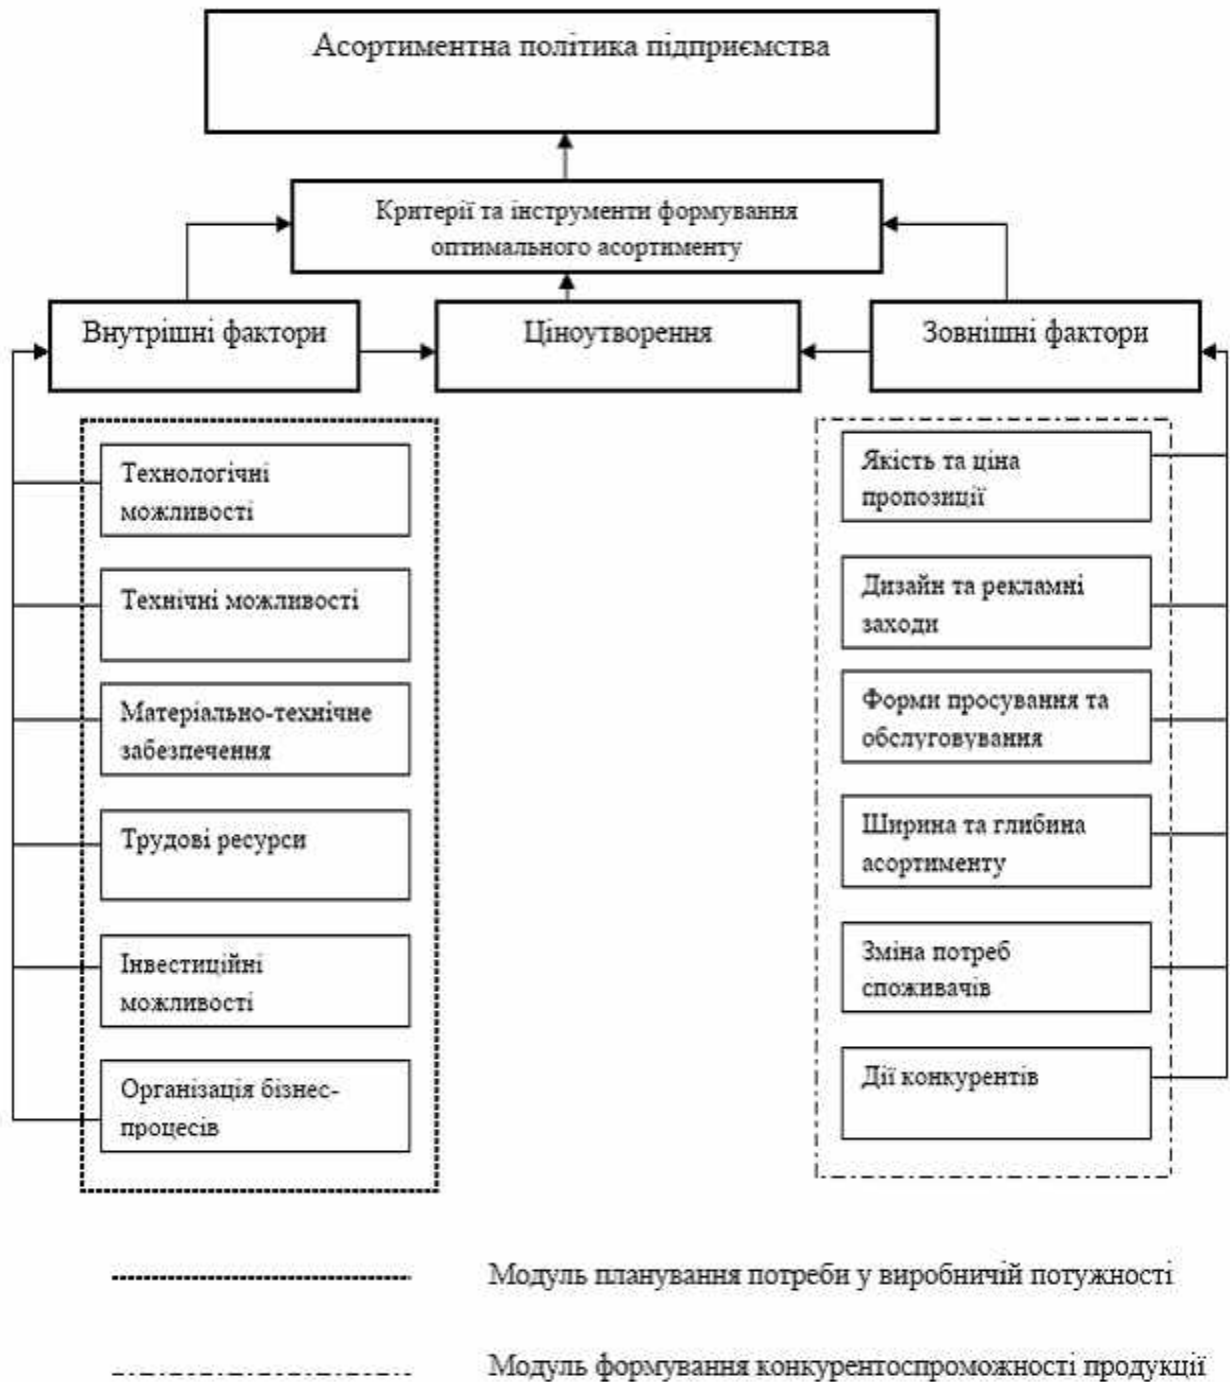 Асортиментна політика підприємства
Критерії та інструменти формування
оптимального асортименту
Внутрішні фактори
Ціноутворення
Зовнішні фактори
Технологічні
можливості
Технічні можливості
Матеріально-технічне
забезпечення
Трудові ресурси
Інвестиційні
можливості
Організація бізнес-
процесів
Якість та ціна
пропозиції
Дизайн та рекламні
заходи
Форми просування та
обслуговування
Ширина та глибина
асортименту
Зміна потреб
споживачів
Дії конкурентів
Модуль планування потреби у виробничій потужності
Модуль формування конкурентоспроможності продукції